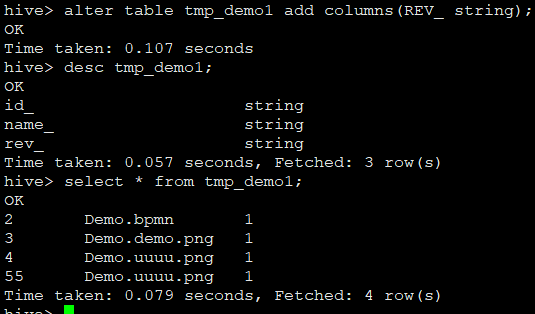 hive> alter table tmp_demo1 add columns(REV_ string);
OK
Time taken: 0.107 seconds
hive> desc tmp_demo1;
OK
id_                     string
name_                   string
rev_                    string
Time taken: 0.057 seconds, Fetched: 3 row(s)
hive> select * from tmp_demo1;
OK
2       Demo.bpmn       1
3       Demo.demo.png   1
4       Demo.uuuu.png   1
55      Demo.uuuu.png   1
Time taken: 0.079 seconds, Fetched: 4 row(s)
hive>